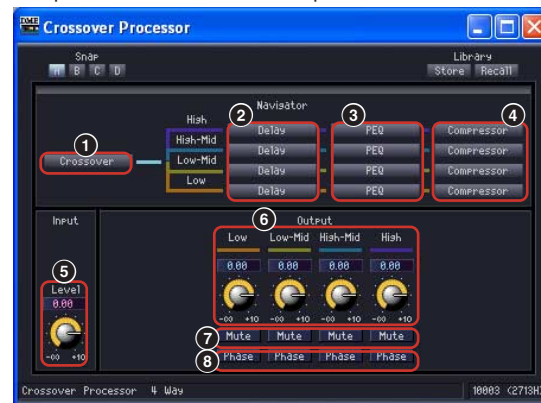 DME Crossover Processor
Snap
A B C D
Library
Store Recall
Navigator
High
High-Mid
Low-Mid
Low
1
Crossover
2
Delay
Delay
Delay
Delay
3
PEQ
PEQ
PEQ
PEQ
4
Compressor
Compressor
Compressor
Compressor
Input
5
Level
0.00
-∞ +10
6
Output
Low Low-Mid High-Mid High
0.00 0.00 0.00 0.00
-∞ +10 -∞ +10 -∞ +10 -∞ +10
7
Mute Mute Mute Mute
8
Phase Phase Phase Phase
Crossover Processor 4 Way
10003 (2713H)